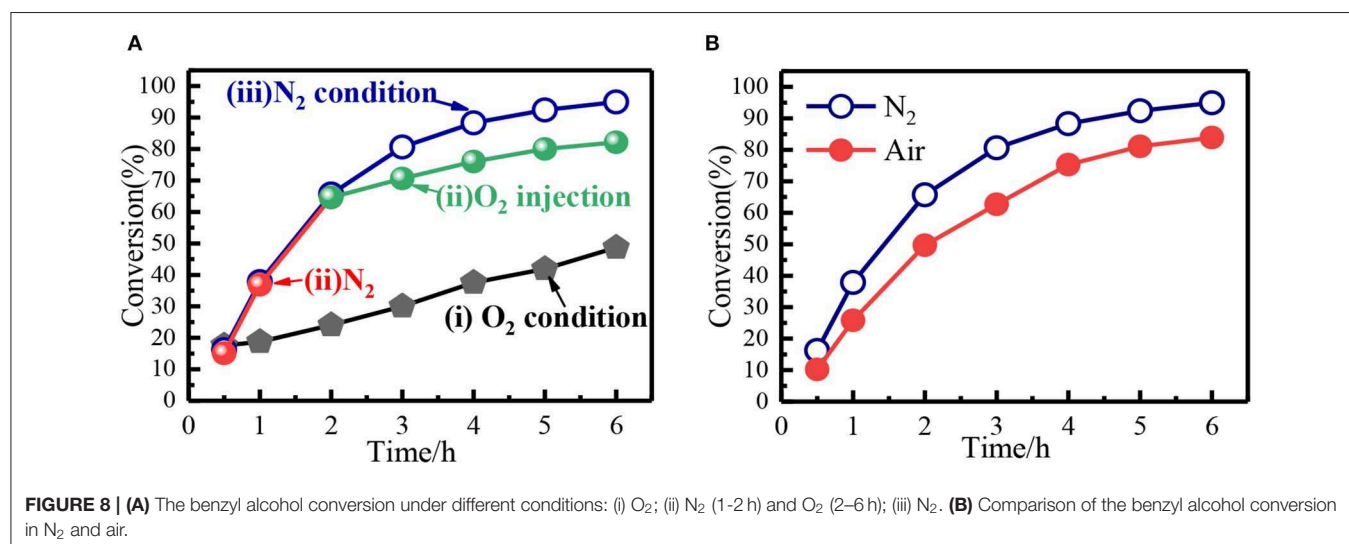 A
B
100
90
80
70
60
50
40
30
20
10
0
Conversion(%)
(iii)N₂ condition
(ii)O₂ injection
(ii)N₂
(i) O₂ condition
0 1 2 3 4 5 6
Time/h
100
90
80
70
60
50
40
30
20
10
0
Conversion(%)
N₂
Air
0 1 2 3 4 5 6
Time/h
FIGURE 8 | (A) The benzyl alcohol conversion under different conditions: (i) O₂; (ii) N₂ (1-2 h) and O₂ (2–6 h); (iii) N₂. (B) Comparison of the benzyl alcohol conversion
in N₂ and air.